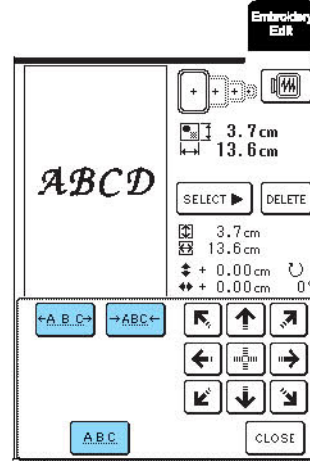 Embroidery
Edit
3.7cm
13.6cm
ABCD
SELECT DELETE
3.7cm
13.6cm
+ 0.00cm
+ 0.00cm 0°
A B C ABC
ABC
CLOSE